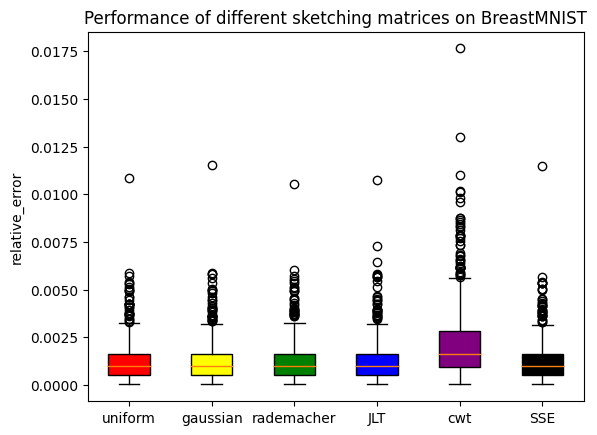 Performance of different sketching matrices on BreastMNIST
relative_error
0.0175
0.0150
0.0125
0.0100
0.0075
0.0050
0.0025
0.0000
uniform gaussian rademacher JLT cwt SSE